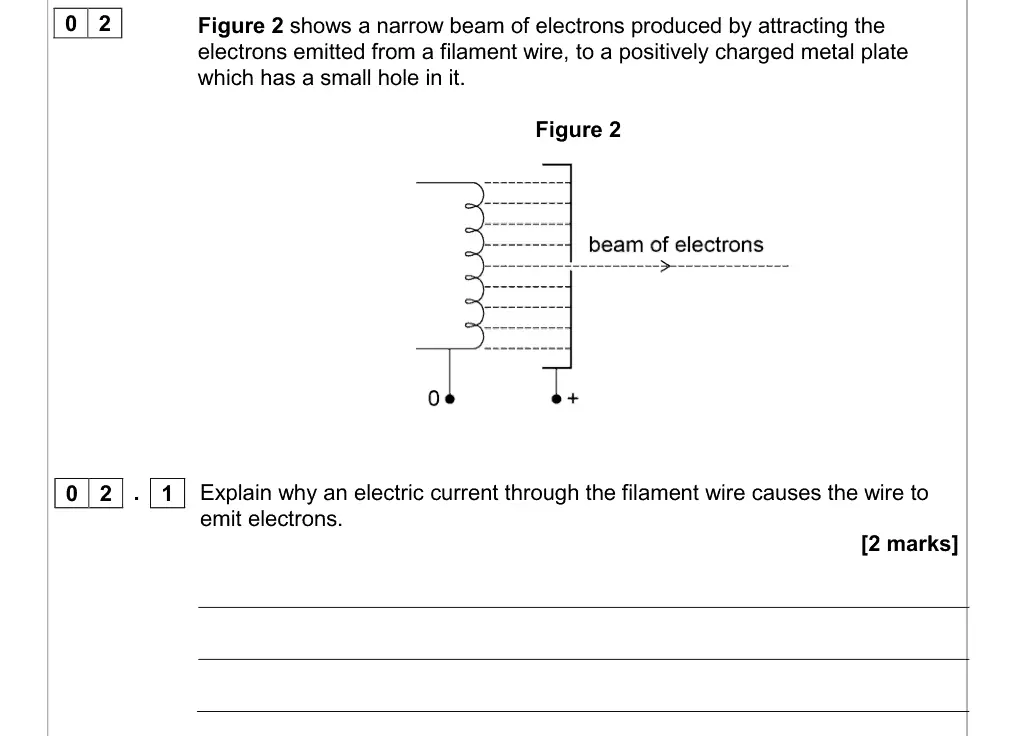 0 2 Figure 2 shows a narrow beam of electrons produced by attracting the
electrons emitted from a filament wire, to a positively charged metal plate
which has a small hole in it.
Figure 2
beam of electrons
0 +
0 2 . 1 Explain why an electric current through the filament wire causes the wire to
emit electrons.
[2 marks]